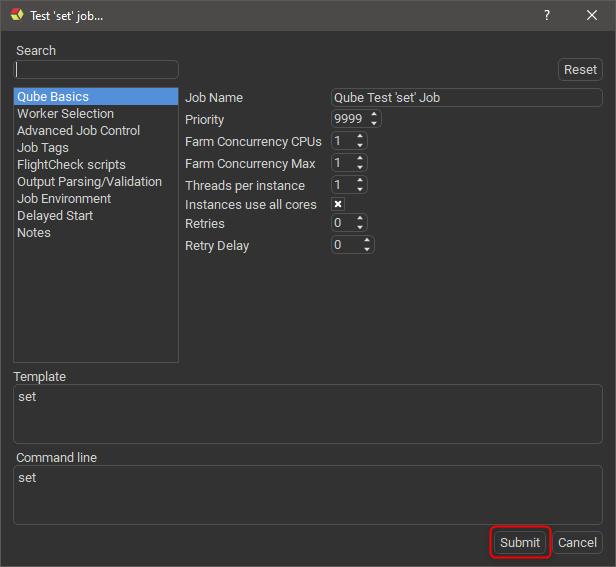 Test 'set' job...
?
Search
Reset
Qube Basics
Worker Selection
Advanced Job Control
Job Tags
FlightCheck scripts
Output Parsing/Validation
Job Environment
Delayed Start
Notes
Job Name Qube Test 'set' Job
Priority 9999
Farm Concurrency CPUs 1
Farm Concurrency Max 1
Threads per instance 1
Instances use all cores
Retries 0
Retry Delay 0
Template
set
Command line
set
Submit Cancel